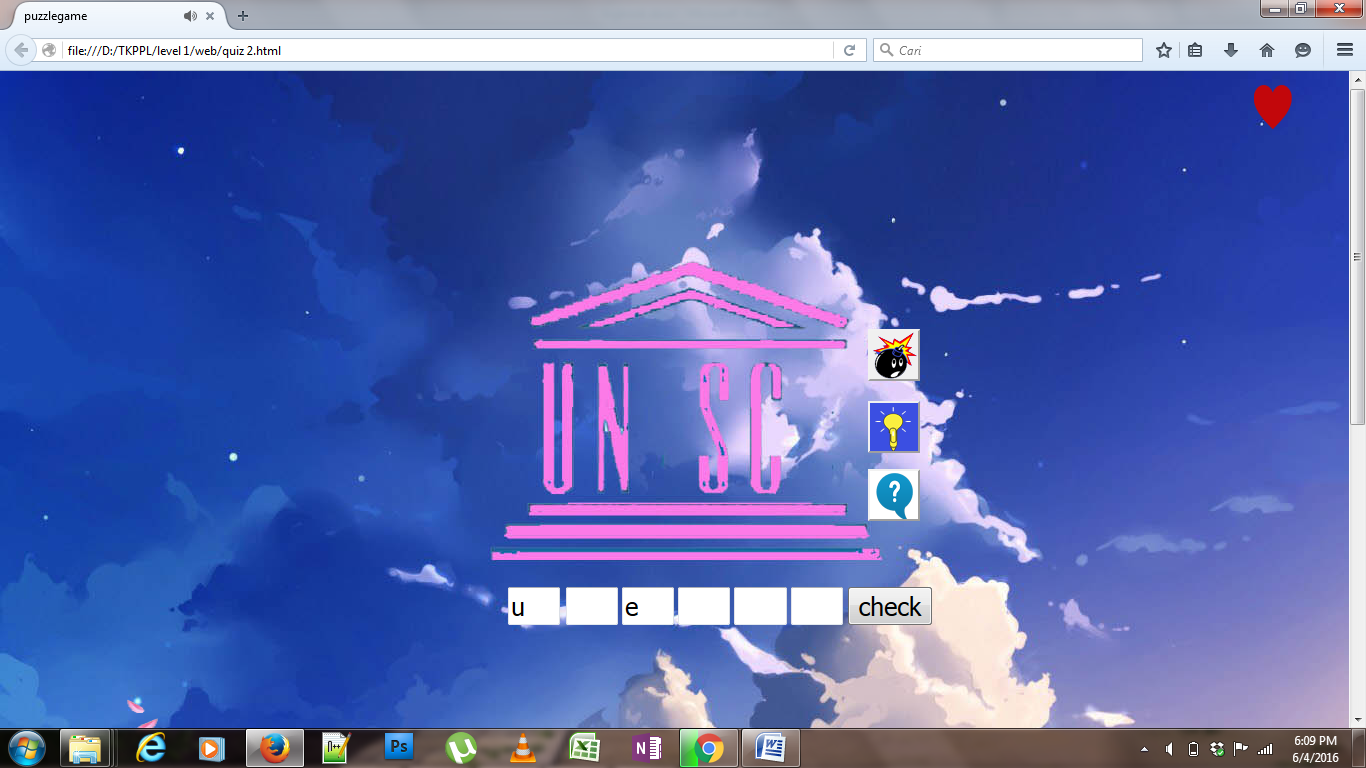 puzzlegame
file:///D:/TKPPL/level 1/web/quiz 2.html
Cari
UN SC
u e check
Ps
N
W
6:09 PM
6/4/2016